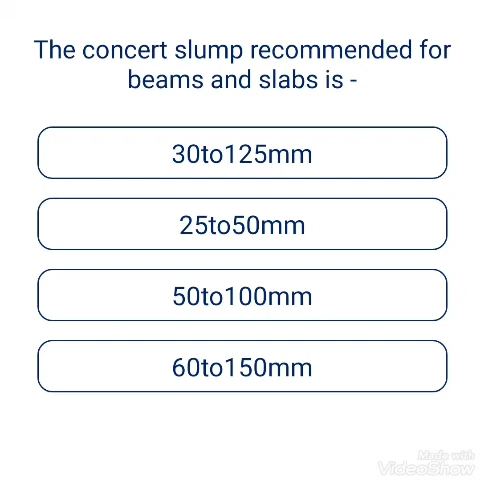 The concert slump recommended for
beams and slabs is -
30to125mm
25to50mm
50to100mm
60to150mm
Made with
VideoShow